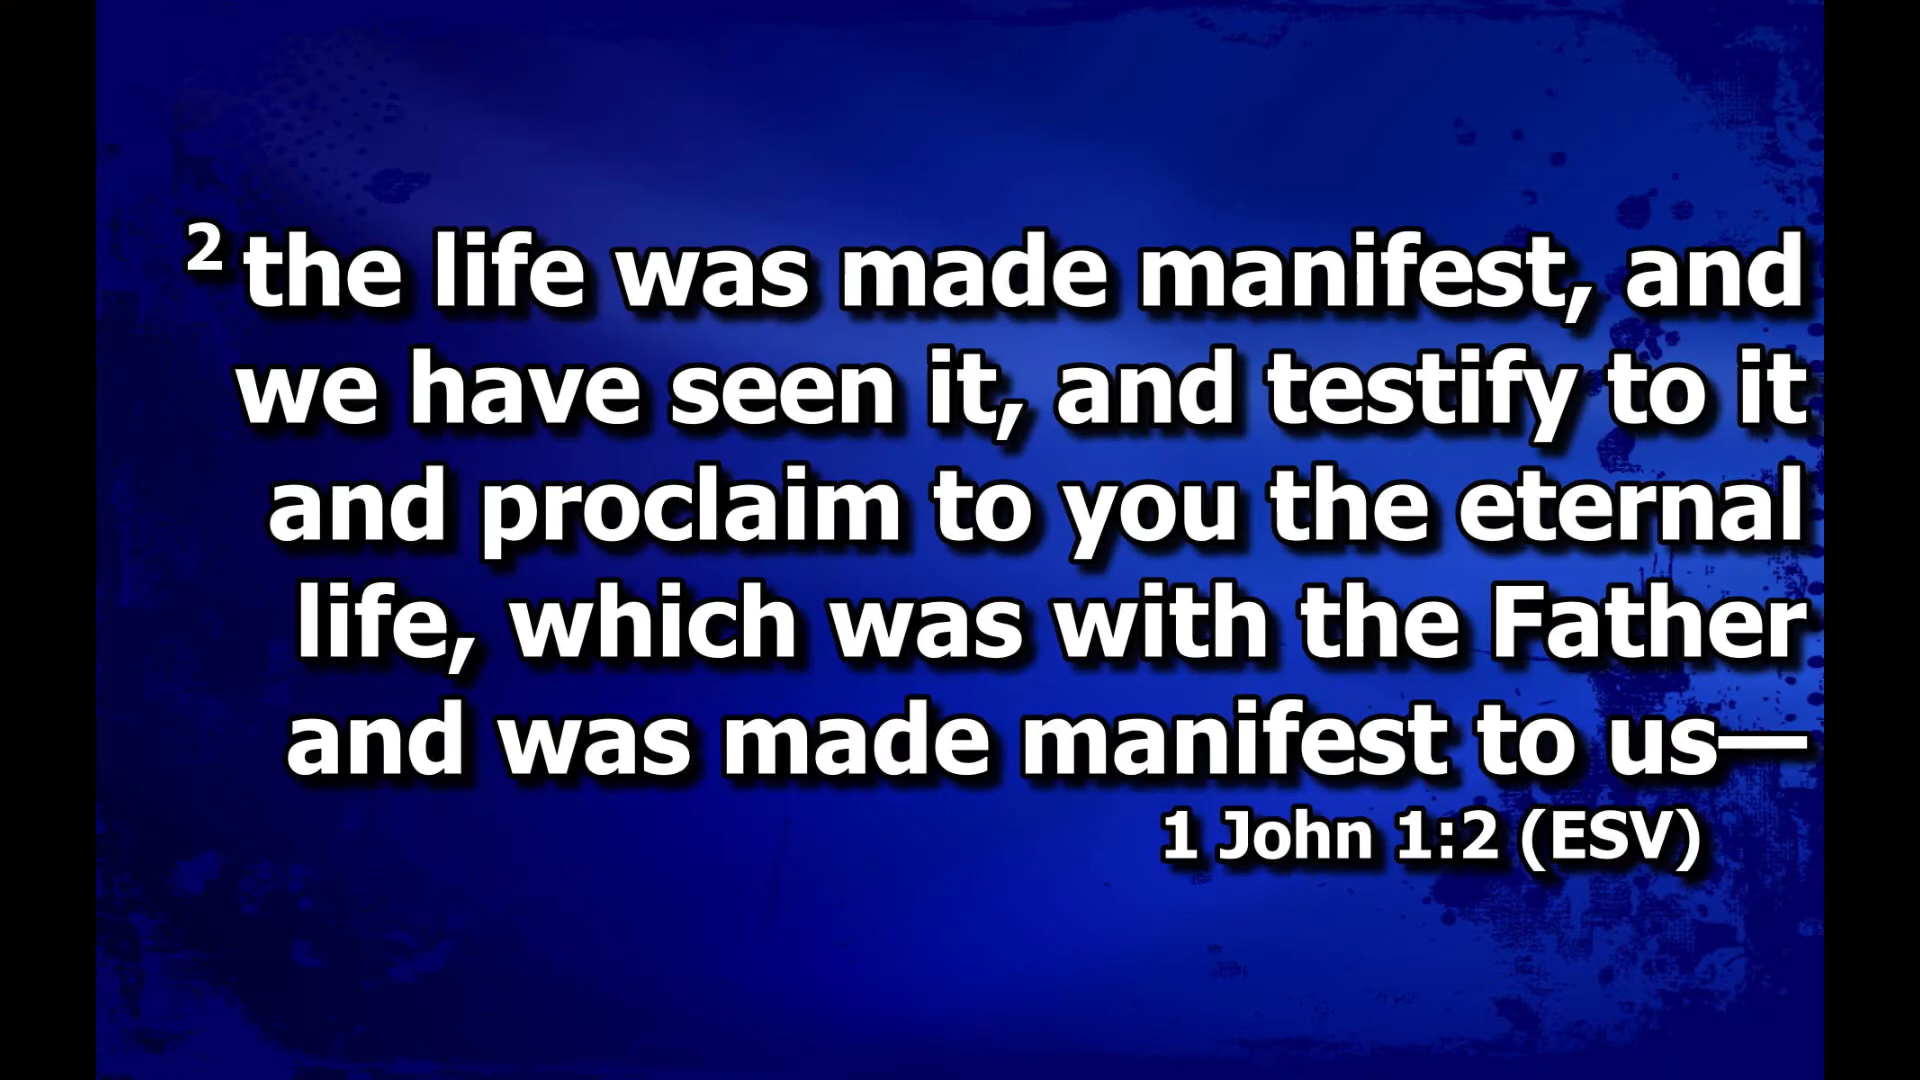 2 the life was made manifest, and
we have seen it, and testify to it
and proclaim to you the eternal
life, which was with the Father
and was made manifest to us—
1 John 1:2 (ESV)